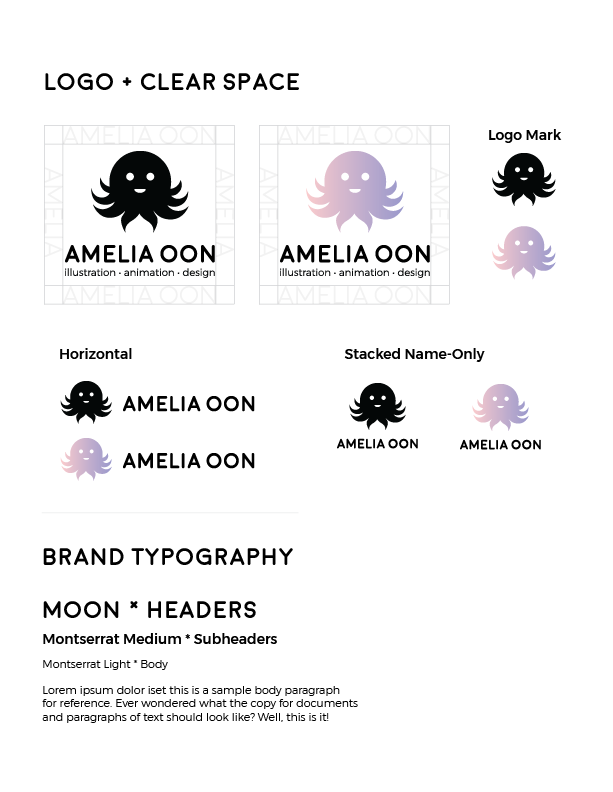 LOGO + CLEAR SPACE
Logo Mark
AMELIA OON
AMELIA
AMELIA
AMELIA OON
illustration · animation · design
AMELIA OON
AMELIA OON
AMELIA
AMELIA
AMELIA OON
illustration · animation · design
AMELIA OON
Horizontal
AMELIA OON
AMELIA OON
Stacked Name-Only
AMELIA OON
AMELIA OON
BRAND TYPOGRAPHY
MOON * HEADERS
Montserrat Medium * Subheaders
Montserrat Light * Body
Lorem ipsum dolor iset this is a sample body paragraph
for reference. Ever wondered what the copy for documents
and paragraphs of text should look like? Well, this is it!